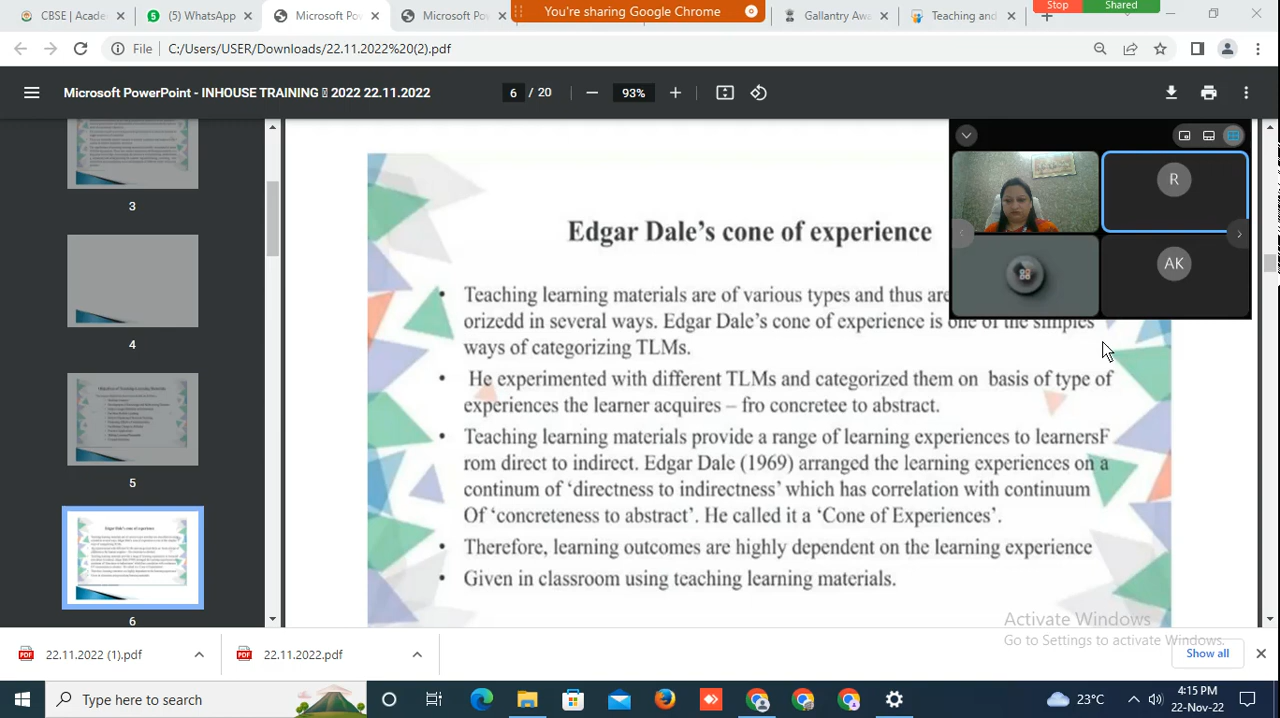 CBSE | Acade
(5) WhatsApp
Microsoft Po
Microsoft Po
You're sharing Google Chrome
Gallantry Awa
Teaching and
Stop
Shared
File
C:/Users/USER/Downloads/22.11.2022%20(2).pdf
Microsoft PowerPoint - INHOUSE TRAINING 2022 22.11.2022
6 / 20
93%
R
AK
3
4
5
6
Edgar Dale's cone of experience
• Teaching learning materials are of various types and thus are
orizedd in several ways. Edgar Dale's cone of experience is one of the simples
ways of categorizing TLMs.
• He experimented with different TLMs and categorized them on basis of type of
experiences the learner acquires – fro concretee to abstract.
• Teaching learning materials provide a range of learning experiences to learnersF
rom direct to indirect. Edgar Dale (1969) arranged the learning experiences on a
continum of 'directness to indirectness' which has correlation with continuum
Of 'concreteness to abstract'. He called it a 'Cone of Experiences'.
• Therefore, learning outcomes are highly dependent on the learning experience
• Given in classroom using teaching learning materials.
Activate Windows
Go to Settings to activate Windows.
22.11.2022 (1).pdf
22.11.2022.pdf
Show all
Type here to search
23°C
4:15 PM
22-Nov-22